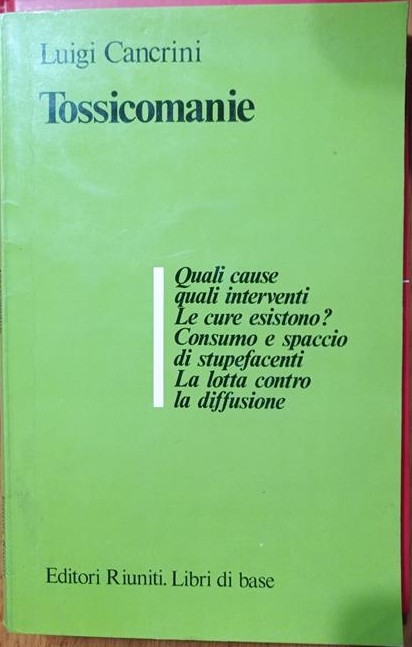 Luigi Cancrini
Tossicomanie
Quali cause
quali interventi
Le cure esistono?
Consumo e spaccio
di stupefacenti
La lotta contro
la diffusione
Editori Riuniti. Libri di base